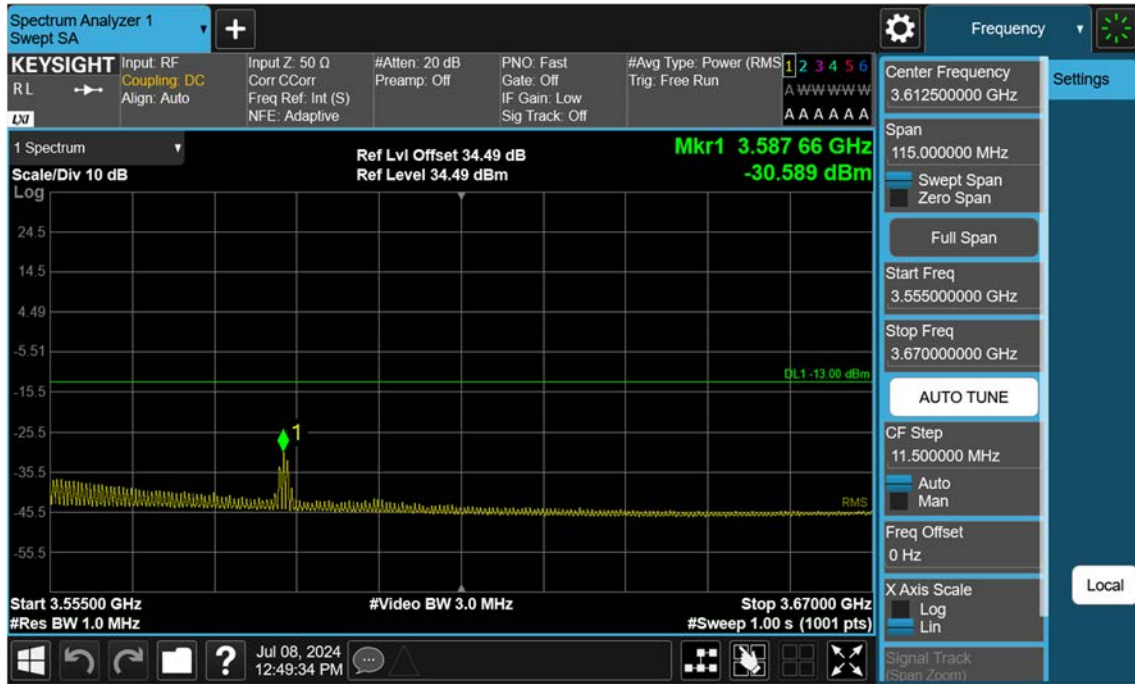 Spectrum Analyzer 1
Swept SA
+
Frequency
KEYSIGHT
RL
LXI
Input: RF
Coupling: DC
Align: Auto
Input Z: 50 Ω
Corr CCorr
Freq Ref: Int (S)
NFE: Adaptive
#Atten: 20 dB
Preamp: Off
PNO: Fast
Gate: Off
IF Gain: Low
Sig Track: Off
#Avg Type: Power (RMS
Trig: Free Run
1 2 3 4 5 6
A W W W W W
A A A A A A
1 Spectrum
Scale/Div 10 dB
Log
Ref Lvl Offset 34.49 dB
Ref Level 34.49 dBm
Mkr1 3.587 66 GHz
-30.589 dBm
24.5
14.5
4.49
-5.51
DL1 -13.00 dBm
-15.5
-25.5
1
-35.5
RMS
-45.5
-55.5
Start 3.55500 GHz
#Res BW 1.0 MHz
#Video BW 3.0 MHz
Stop 3.67000 GHz
#Sweep 1.00 s (1001 pts)
?
Jul 08, 2024
12:49:34 PM
Center Frequency
3.612500000 GHz
Span
115.000000 MHz
Swept Span
Zero Span
Full Span
Start Freq
3.555000000 GHz
Stop Freq
3.670000000 GHz
AUTO TUNE
CF Step
11.500000 MHz
Auto
Man
Freq Offset
0 Hz
X Axis Scale
Log
Lin
Signal Track
(Span Zoom)
Settings
Local